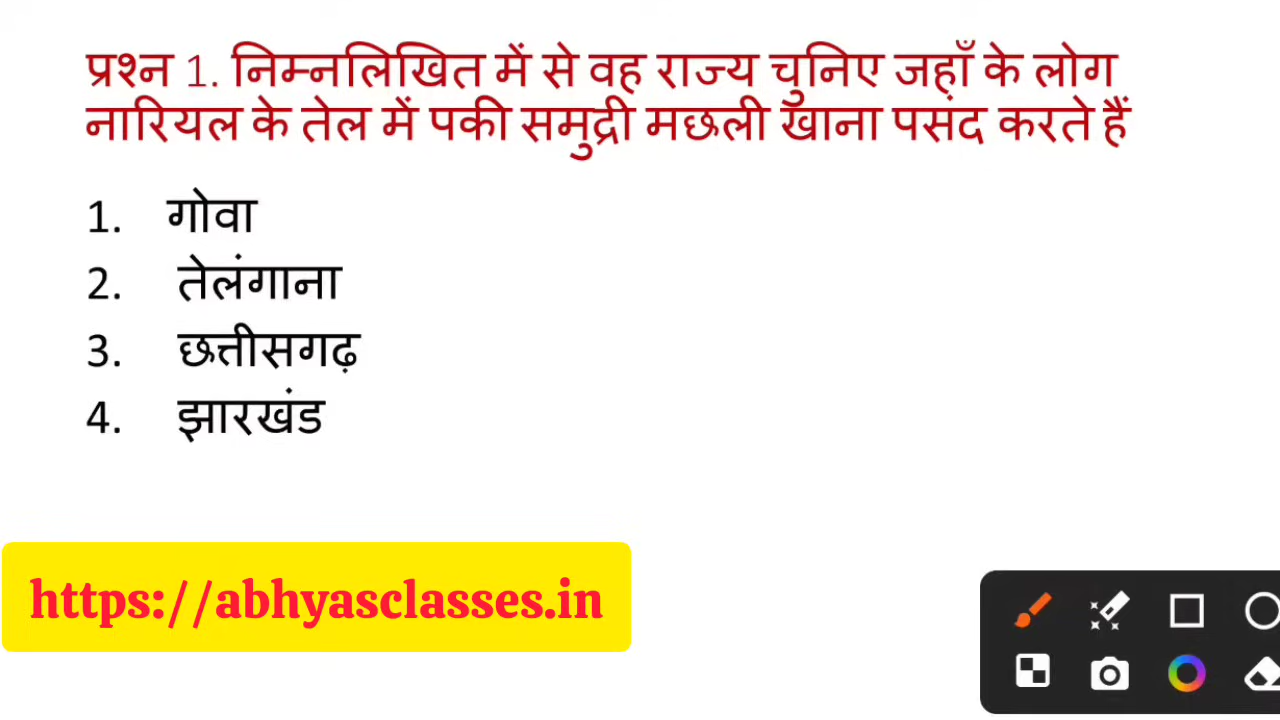 प्रश्न 1. निम्नलिखित में से वह राज्य चुनिए जहाँ के लोग
नारियल के तेल में पकी समुद्री मछली खाना पसंद करते हैं
1. गोवा
2. तेलंगाना
3. छत्तीसगढ़
4. झारखंड
https://abhyasclasses.in